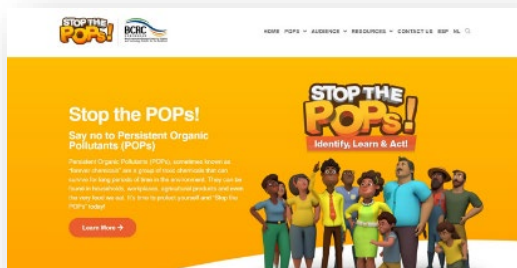 STOP THE
POPs!
BCRC
HOME POPS AUDIENCE RESOURCES CONTACT US ESP NL
Stop the POPs!
Say no to Persistent Organic
Pollutants (POPs)
Persistent Organic Pollutants (POPs), sometimes known as
"forever chemicals" are a group of toxic chemicals that can
survive for long periods of time in the environment. They can be
found in households, workplaces, agricultural products and even
the very food we eat. It's time to protect yourself and "Stop the
POPs" today!
Learn More →
STOP THE
POPs!
Identify, Learn & Act!